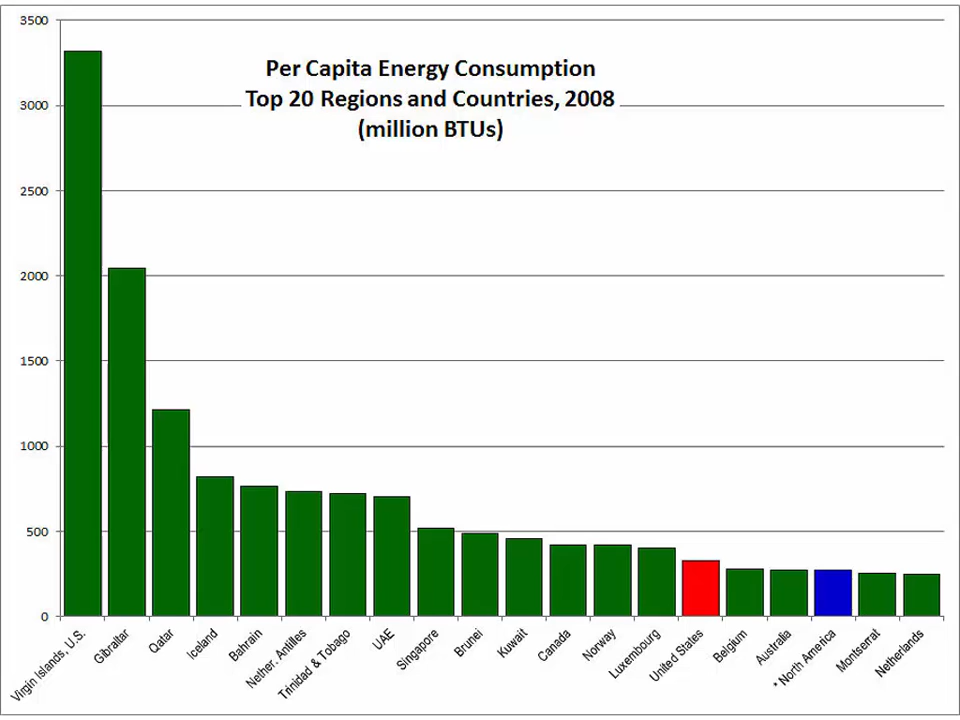 Per Capita Energy Consumption
Top 20 Regions and Countries, 2008
(million BTUs)
3500
3000
2500
2000
1500
1000
500
0
Virgin Islands, U.S.
Gibraltar
Qatar
Iceland
Bahrain
Nether. Antilles
Trinidad & Tobago
UAE
Singapore
Brunei
Kuwait
Canada
Norway
Luxembourg
United States
Belgium
Australia
* North America
Montserrat
Netherlands